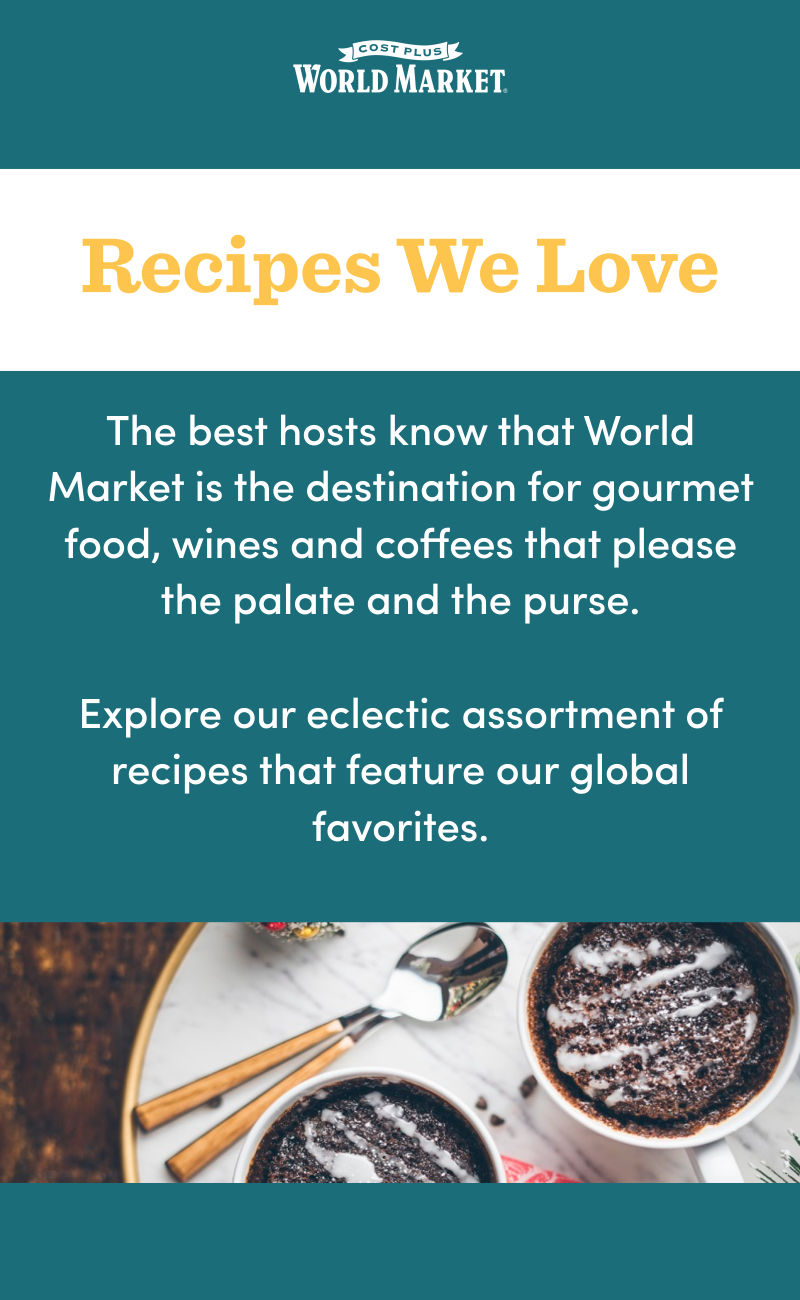 COST PLUS
WORLD MARKET
Recipes We Love
The best hosts know that World
Market is the destination for gourmet
food, wines and coffees that please
the palate and the purse.
Explore our eclectic assortment of
recipes that feature our global
favorites.